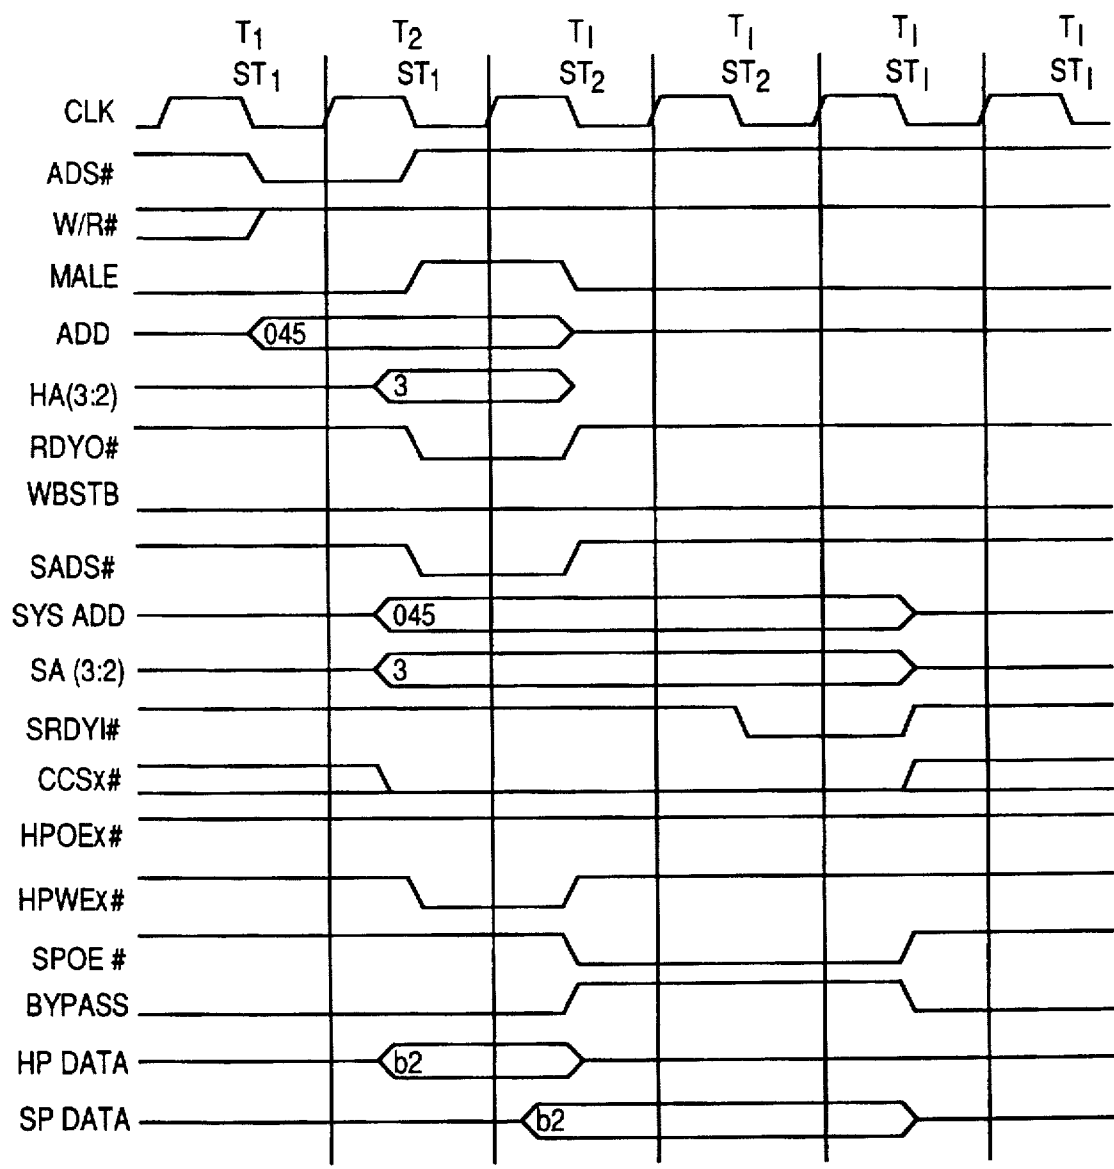 T1 T2 TI TI TI TI
ST1 ST1 ST2 ST2 STI STI
CLK
ADS#
W/R#
MALE
ADD 045
HA(3:2) 3
RDYO#
WBSTB
SADS#
SYS ADD 045
SA (3:2) 3
SRDYI#
CCSx#
HPOEx#
HPWEx#
SPOE #
BYPASS
HP DATA b2
SP DATA b2